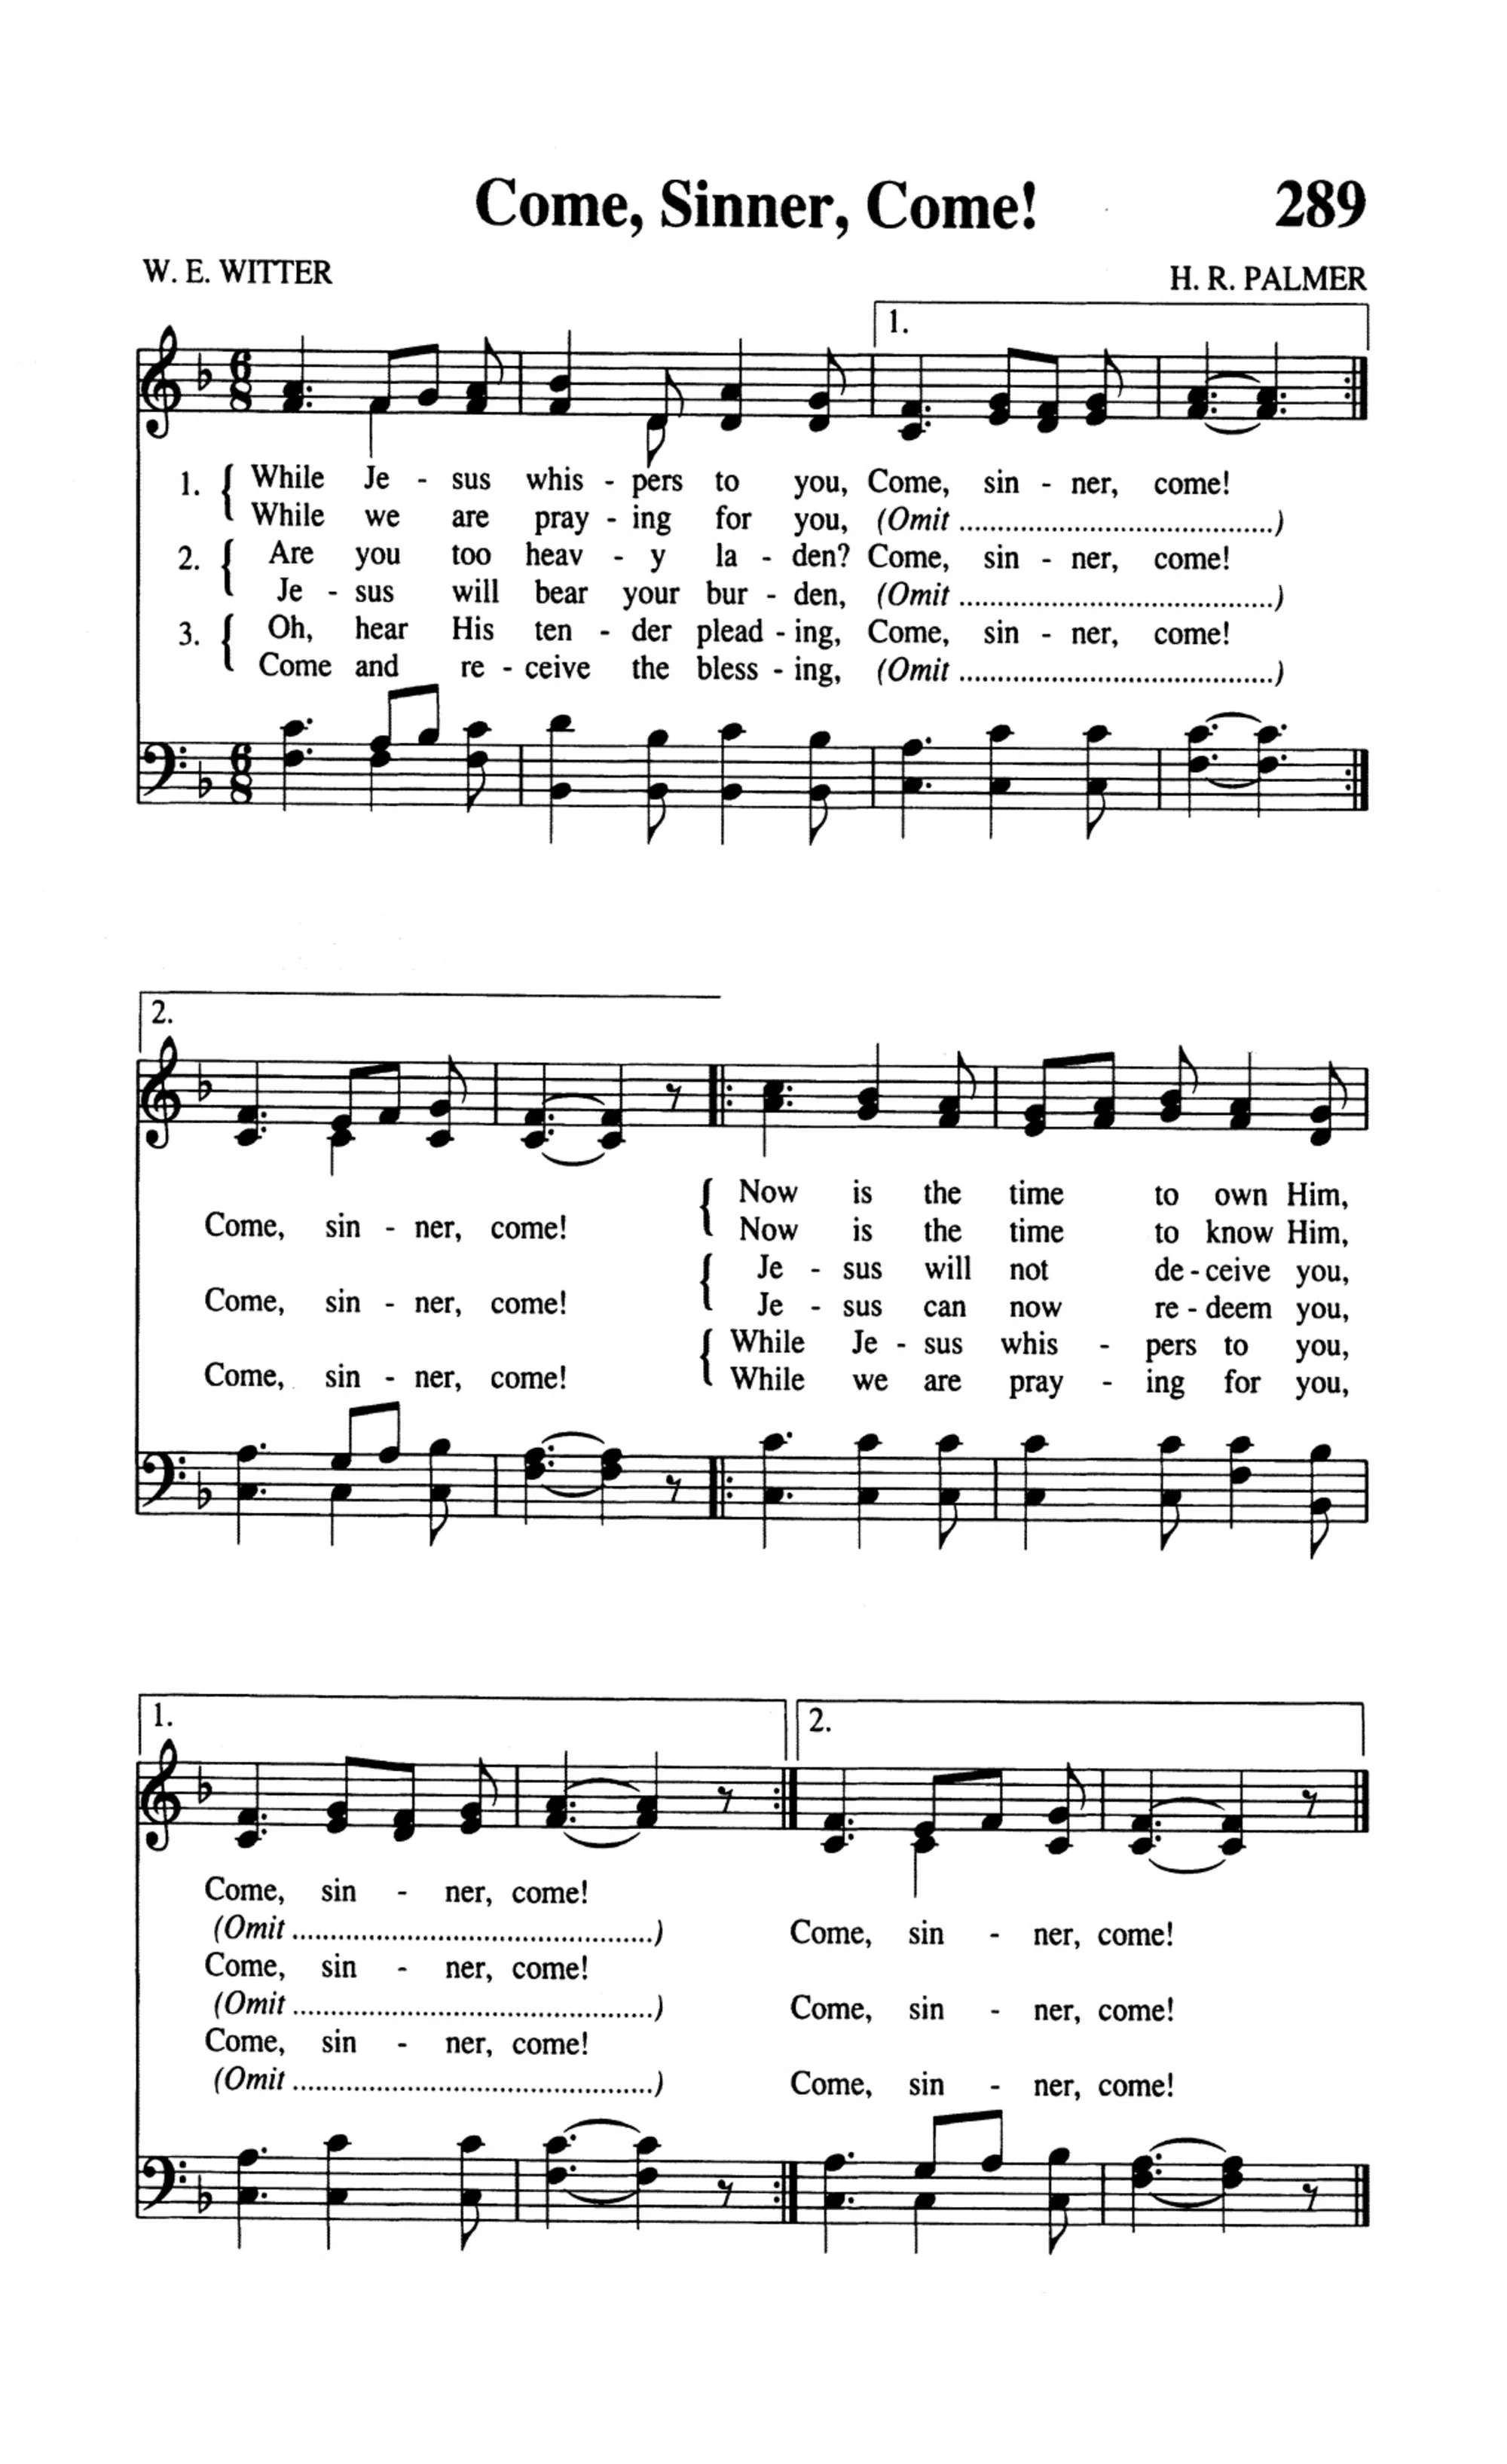 Come, Sinner, Come! 289
W. E. WITTER H. R. PALMER
1.
1. While Je - sus whis - pers to you, Come, sin - ner, come!
While we are pray - ing for you, (Omit ..........................................)
2. Are you too heav - y la - den? Come, sin - ner, come!
Je - sus will bear your bur - den, (Omit ..........................................)
3. Oh, hear His ten - der plead - ing, Come, sin - ner, come!
Come and re - ceive the bless - ing, (Omit ..........................................)
2.
Now is the time to own Him,
Come, sin - ner, come! Now is the time to know Him,
Je - sus will not de - ceive you,
Come, sin - ner, come! Je - sus can now re - deem you,
While Je - sus whis - pers to you,
Come, sin - ner, come! While we are pray - ing for you,
1. 2.
Come, sin - ner, come!
(Omit ................................................) Come, sin - ner, come!
Come, sin - ner, come!
(Omit ................................................) Come, sin - ner, come!
Come, sin - ner, come!
(Omit ................................................) Come, sin - ner, come!